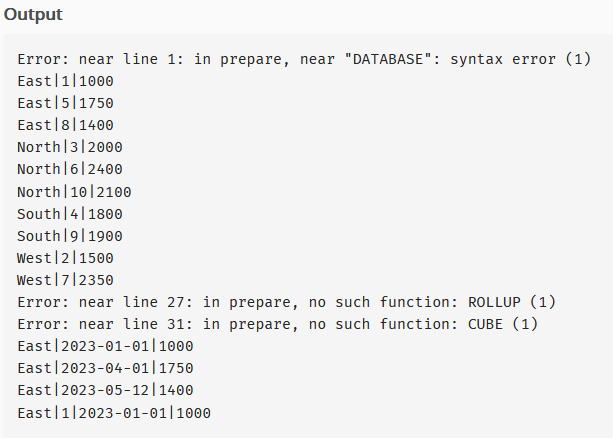 Output
Error: near line 1: in prepare, near "DATABASE": syntax error (1)
East|1|1000
East|5|1750
East|8|1400
North|3|2000
North|6|2400
North|10|2100
South|4|1800
South|9|1900
West|2|1500
West|7|2350
Error: near line 27: in prepare, no such function: ROLLUP (1)
Error: near line 31: in prepare, no such function: CUBE (1)
East|2023-01-01|1000
East|2023-04-01|1750
East|2023-05-12|1400
East|1|2023-01-01|1000